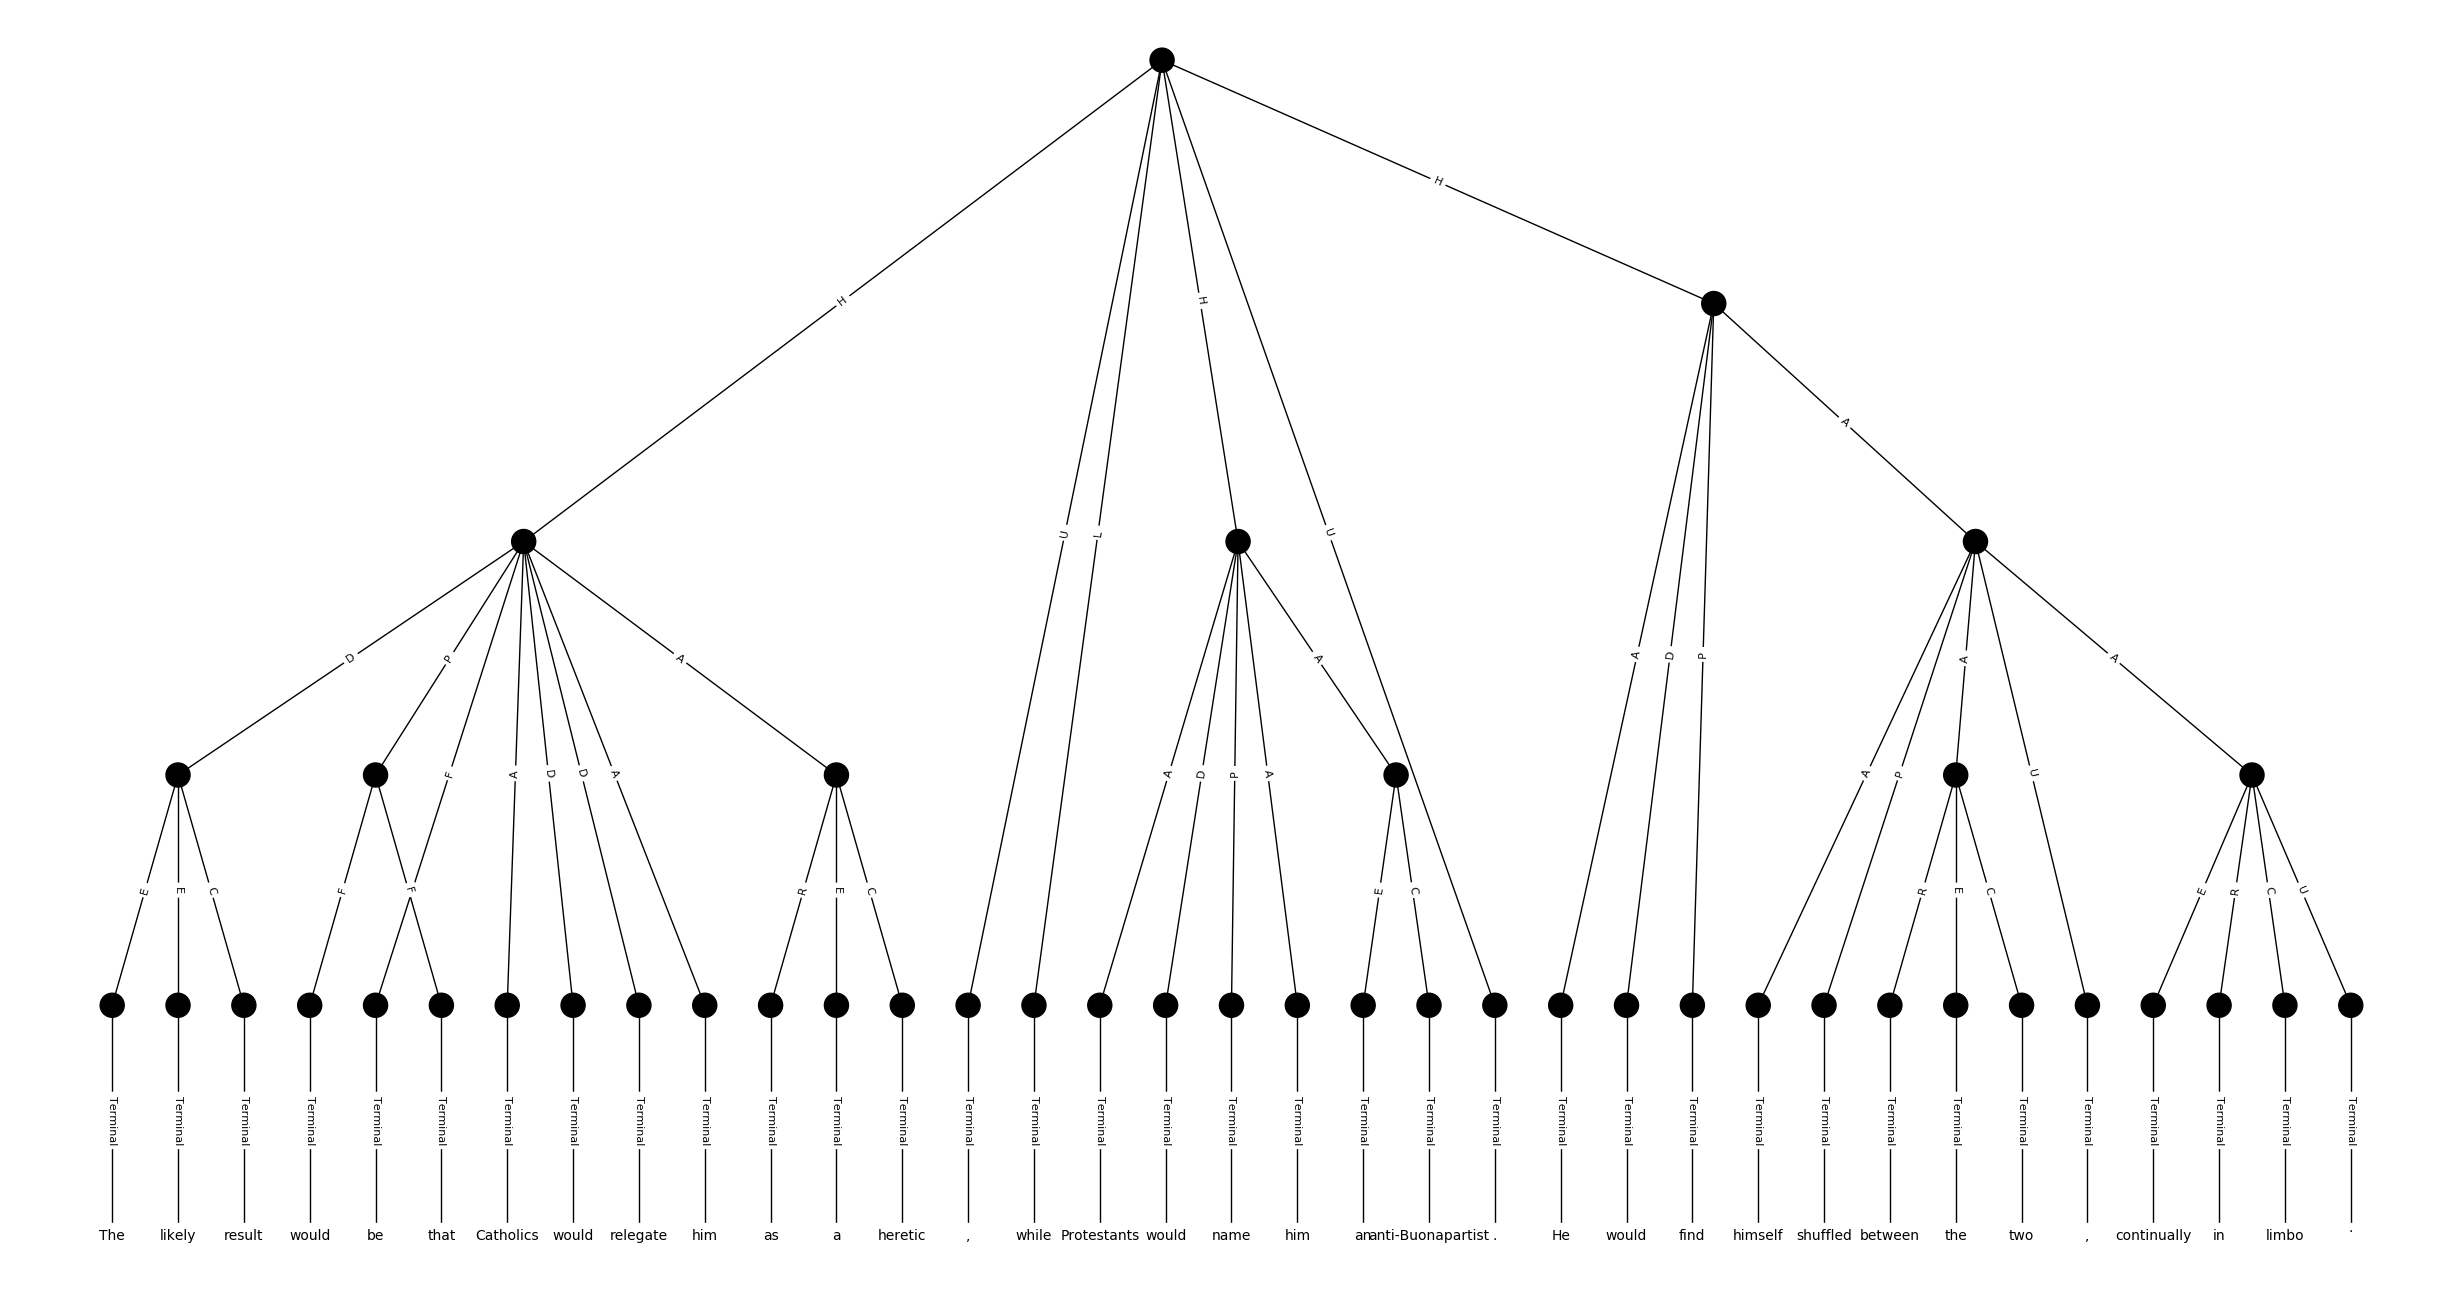 H
H
H
A
U
L
U
D
P
F
A
D
D
A
A
A
D
P
A
A
A
D
P
A
P
A
U
A
E
E
C
F
F
R
E
C
E
C
R
E
C
E
R
C
U
Terminal Terminal Terminal Terminal Terminal Terminal Terminal Terminal Terminal Terminal Terminal Terminal Terminal Terminal Terminal Terminal Terminal Terminal Terminal Terminal Terminal Terminal Terminal Terminal Terminal Terminal Terminal Terminal Terminal Terminal Terminal Terminal Terminal Terminal Terminal
The likely result would be that Catholics would relegate him as a heretic , while Protestants would name him an anti-Buonapartist . He would find himself shuffled between the two , continually in limbo .